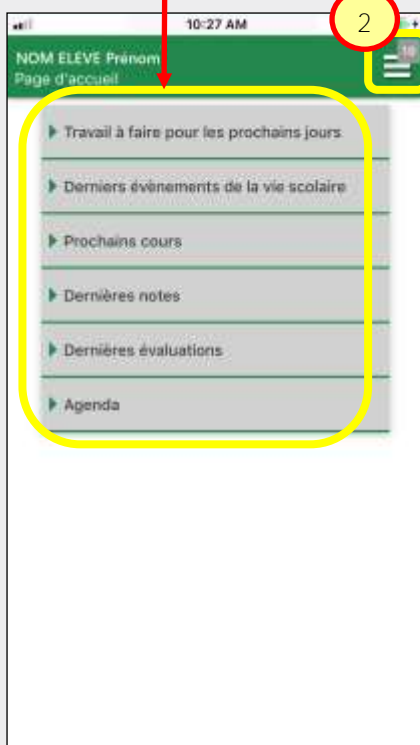 10:27 AM
2
NOM ELEVE Prénom
Page d'accueil
Travail à faire pour les prochains jours
Derniers évènements de la vie scolaire
Prochains cours
Dernières notes
Dernières évaluations
Agenda